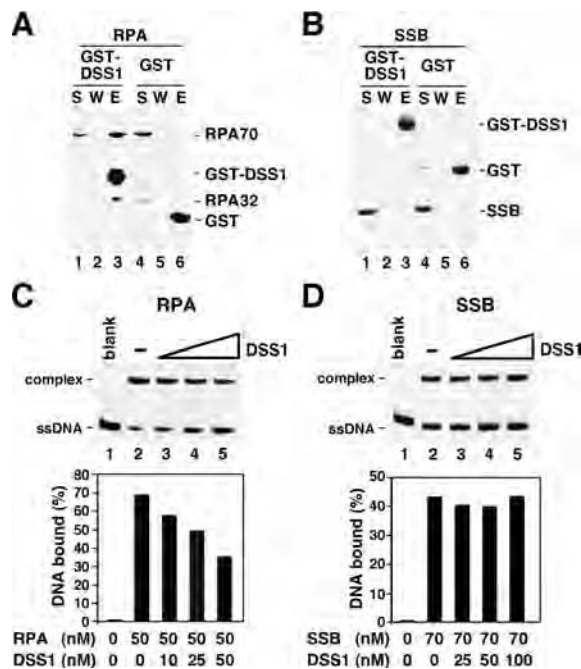 A
RPA
GST-
DSS1
GST
S W E S W E
RPA70
GST-DSS1
RPA32
GST
1 2 3 4 5 6
B
SSB
GST-
DSS1
GST
S W E S W E
GST-DSS1
GST
SSB
1 2 3 4 5 6
C
RPA
blank
-
DSS1
complex
ssDNA
1 2 3 4 5
DNA bound (%)
80
70
60
50
40
30
20
10
0
RPA (nM) 0 50 50 50 50
DSS1 (nM) 0 0 10 25 50
D
SSB
blank
-
DSS1
complex
ssDNA
1 2 3 4 5
DNA bound (%)
50
40
30
20
10
0
SSB (nM) 0 70 70 70 70
DSS1 (nM) 0 0 25 50 100